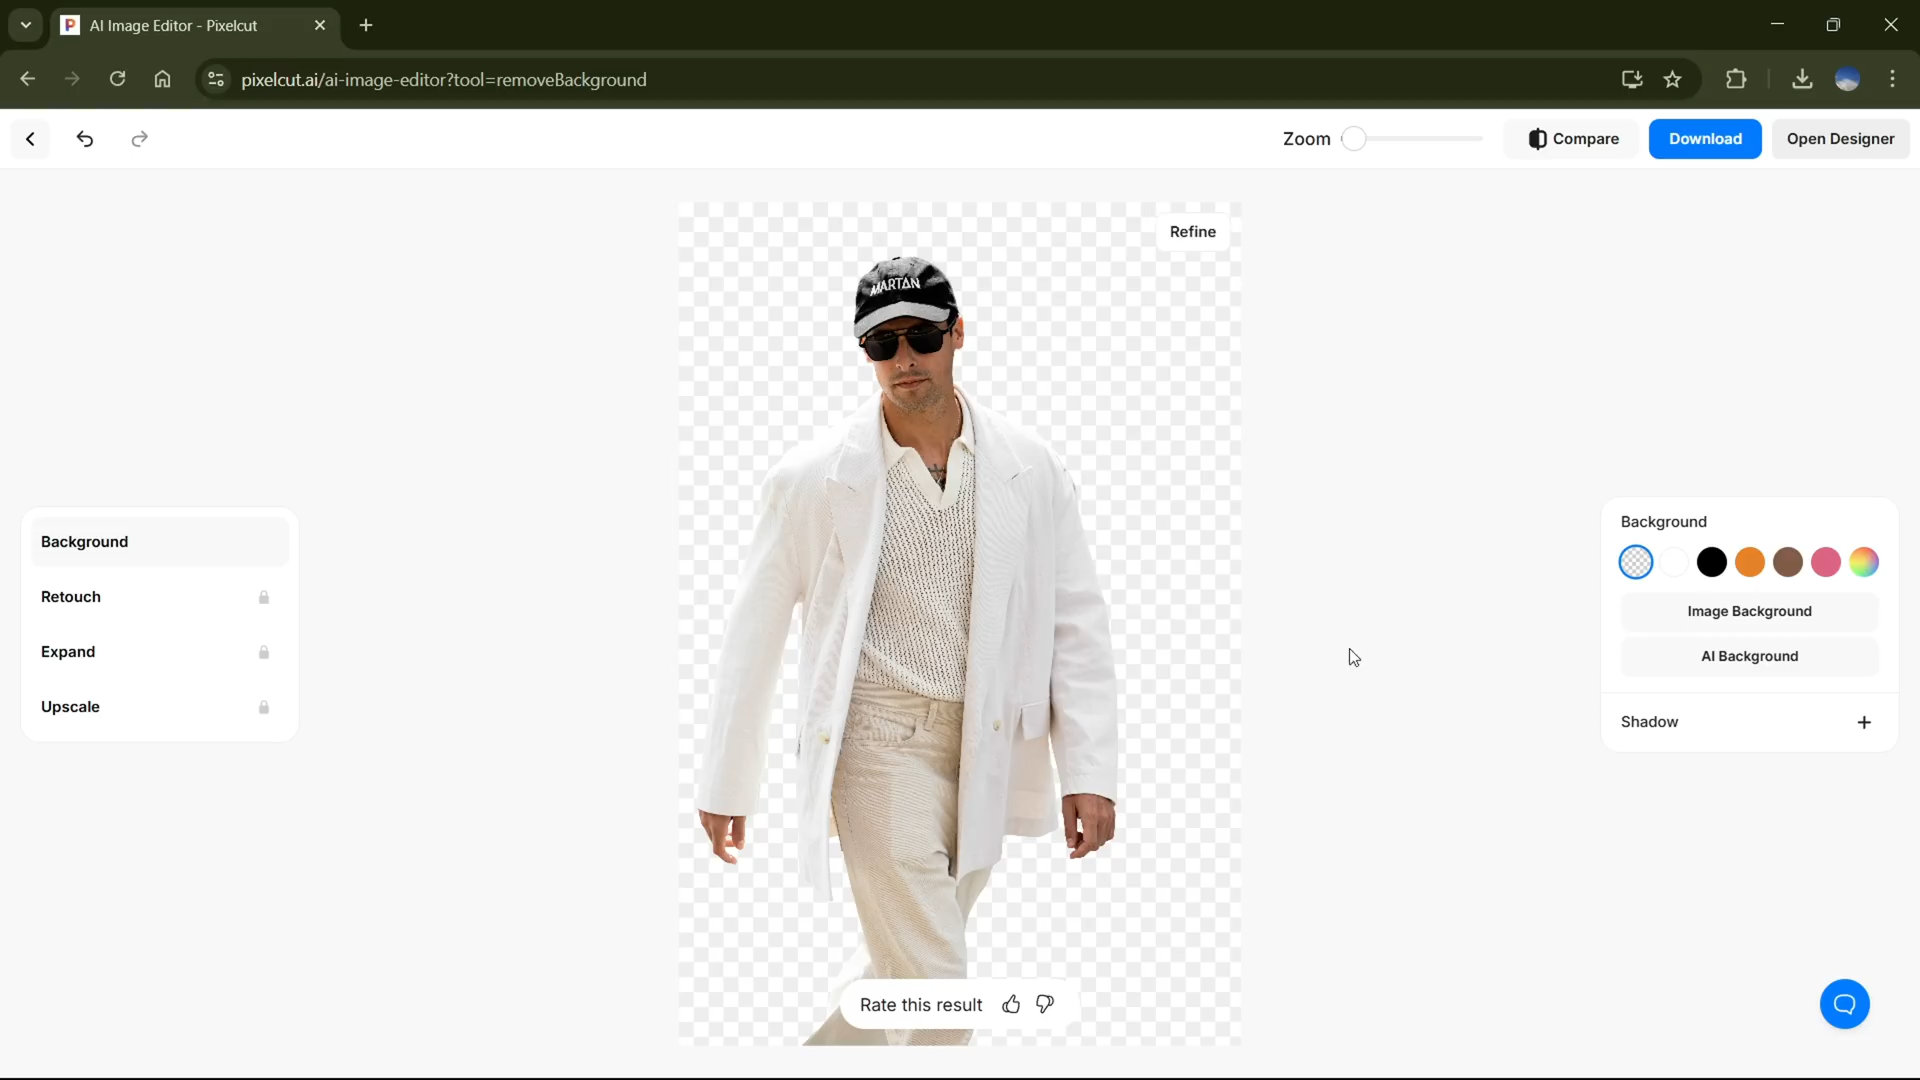 P AI Image Editor - Pixelcut
pixelcut.ai/ai-image-editor?tool=removeBackground
Zoom
Compare
Download
Open Designer
Refine
MARTAN
Background
Retouch
Expand
Upscale
Background
Image Background
AI Background
Shadow
Rate this result